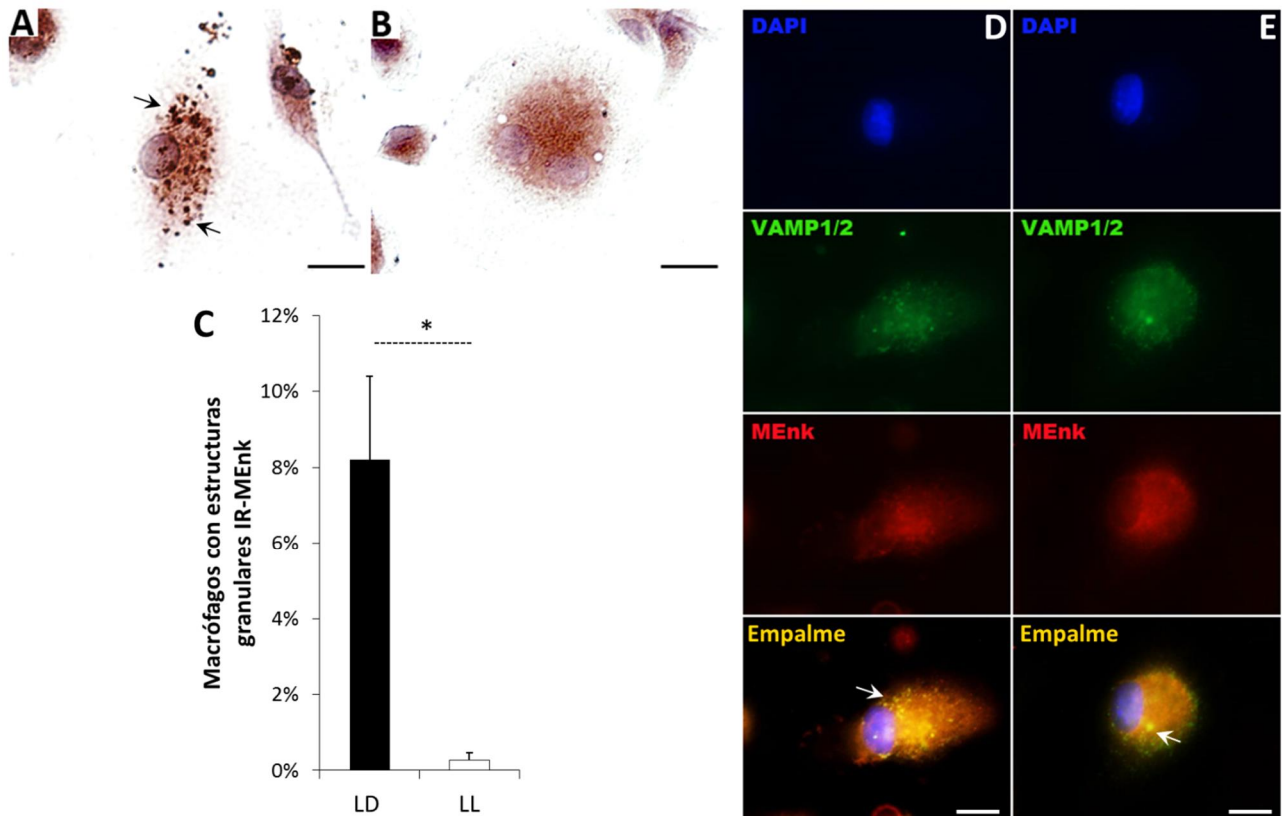 A
B
C
12%
10%
8%
6%
4%
2%
0%
*
Macrófagos con estructuras
granulares IR-MEnk
LD
LL
DAPI
D
DAPI
E
VAMP1/2
VAMP1/2
MEnk
MEnk
Empalme
Empalme